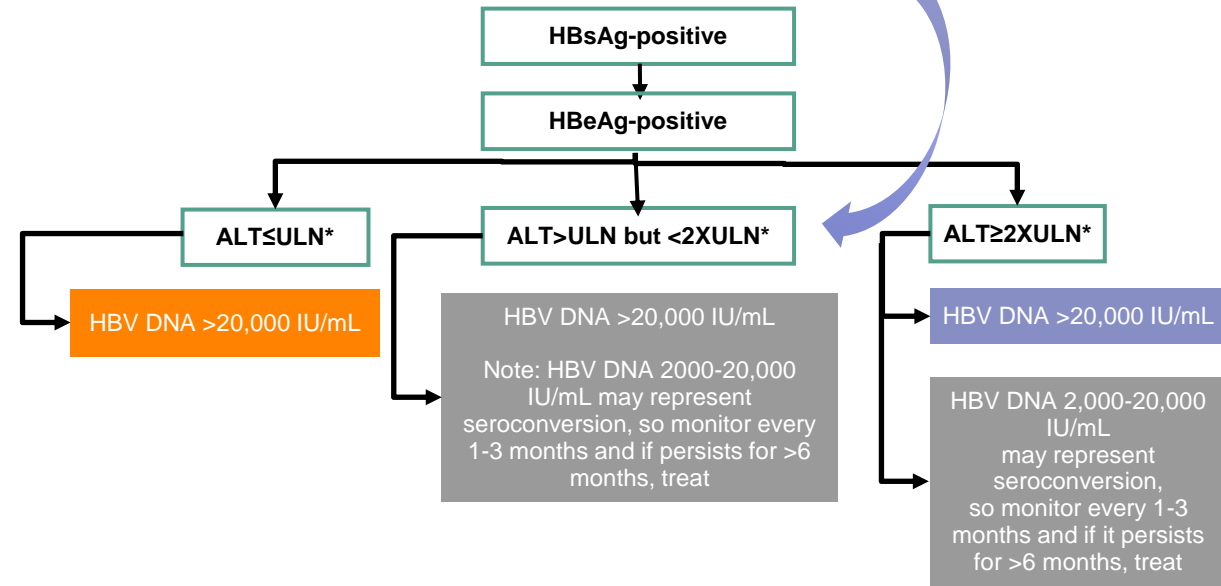 HBsAg-positive
HBeAg-positive
ALT≤ULN*
ALT>ULN but <2XULN*
ALT≥2XULN*
HBV DNA >20,000 IU/mL
HBV DNA >20,000 IU/mL
Note: HBV DNA 2000-20,000
IU/mL may represent
seroconversion, so monitor every
1-3 months and if persists for >6
months, treat
HBV DNA >20,000 IU/mL
HBV DNA 2,000-20,000
IU/mL
may represent
seroconversion,
so monitor every 1-3
months and if it persists
for >6 months, treat